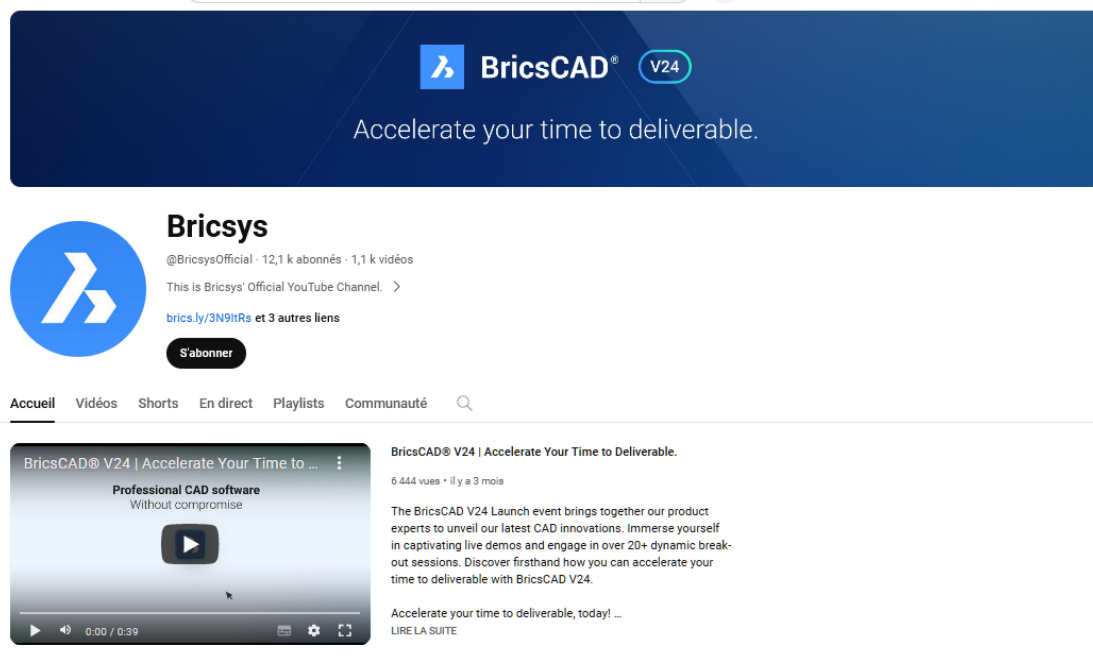 BricsCAD® V24
Accelerate your time to deliverable.
Bricsys
@BricsysOfficial · 12,1 k abonnés · 1,1 k vidéos
This is Bricsys' Official YouTube Channel.
brics.ly/3N9ItRs et 3 autres liens
S'abonner
Accueil Vidéos Shorts En direct Playlists Communauté
BricsCAD® V24 | Accelerate Your Time to ...
Professional CAD software
Without compromise
0:00 / 0:39
BricsCAD® V24 | Accelerate Your Time to Deliverable.
6 444 vues • il y a 3 mois
The BricsCAD V24 Launch event brings together our product
experts to unveil our latest CAD innovations. Immerse yourself
in captivating live demos and engage in over 20+ dynamic break-
out sessions. Discover firsthand how you can accelerate your
time to deliverable with BricsCAD V24.
Accelerate your time to deliverable, today! ...
LIRE LA SUITE